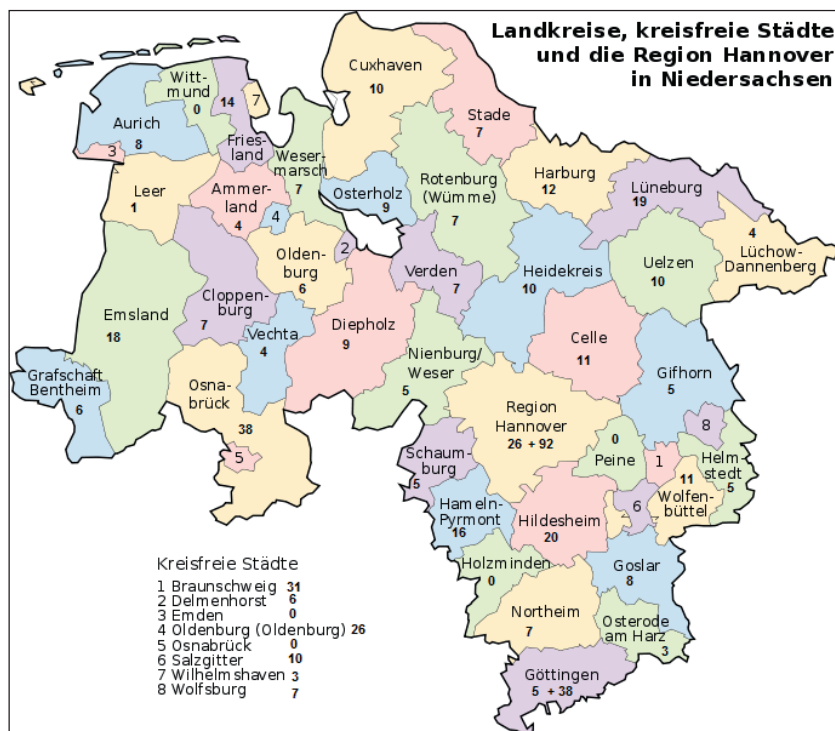 Landkreise, kreisfreie Städte
und die Region Hannover
in Niedersachsen
Cuxhaven
10
Witt-
mund
0
14
7
Stade
7
Aurich
8
Fries-
land
3
Weser-
marsch
7
Harburg
12
Osterholz
9
Rotenburg
(Wümme)
7
Lüneburg
19
Leer
1
Ammer-
land
4
4
4
Lüchow-
Dannenberg
2
Olden-
burg
6
Verden
7
Heidekreis
10
Uelzen
10
Cloppen-
burg
7
Emsland
18
Vechta
4
Diepholz
9
Celle
11
Nienburg/
Weser
5
Gifhorn
5
Grafschaft
Bentheim
6
Osna-
brück
38
5
Region
Hannover
26 + 92
0
Peine
8
Helm-
stedt
5
Schaum-
burg
5
1
11
Wolfen-
büttel
Hameln-
Pyrmont
16
Hildesheim
20
6
Holzminden
0
Goslar
8
Northeim
7
Osterode
am Harz
3
Göttingen
5 + 38
Kreisfreie Städte
1 Braunschweig 31
2 Delmenhorst 6
3 Emden 0
4 Oldenburg (Oldenburg) 26
5 Osnabrück 0
6 Salzgitter 10
7 Wilhelmshaven 3
8 Wolfsburg 7